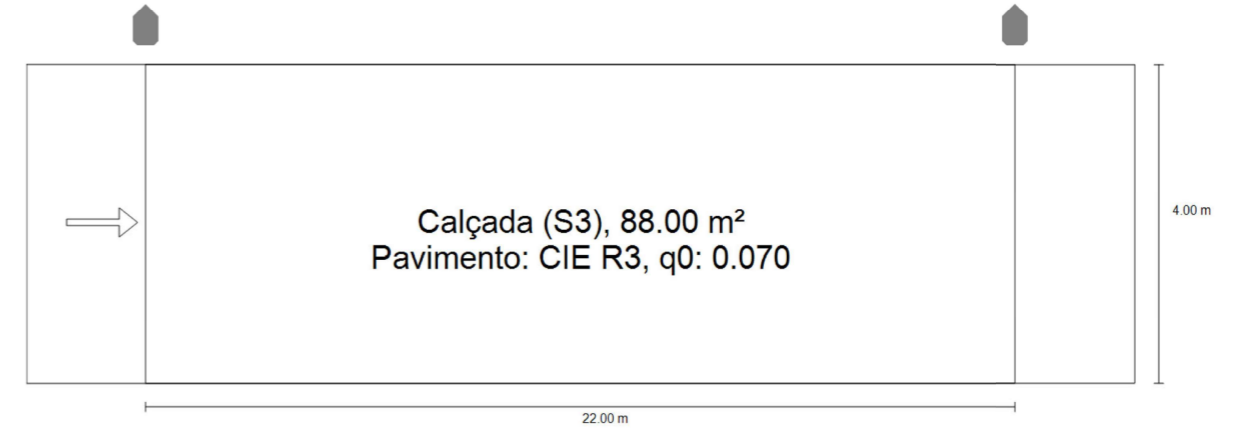 Calçada (S3), 88.00 m²
Pavimento: CIE R3, q0: 0.070
4.00 m
22.00 m